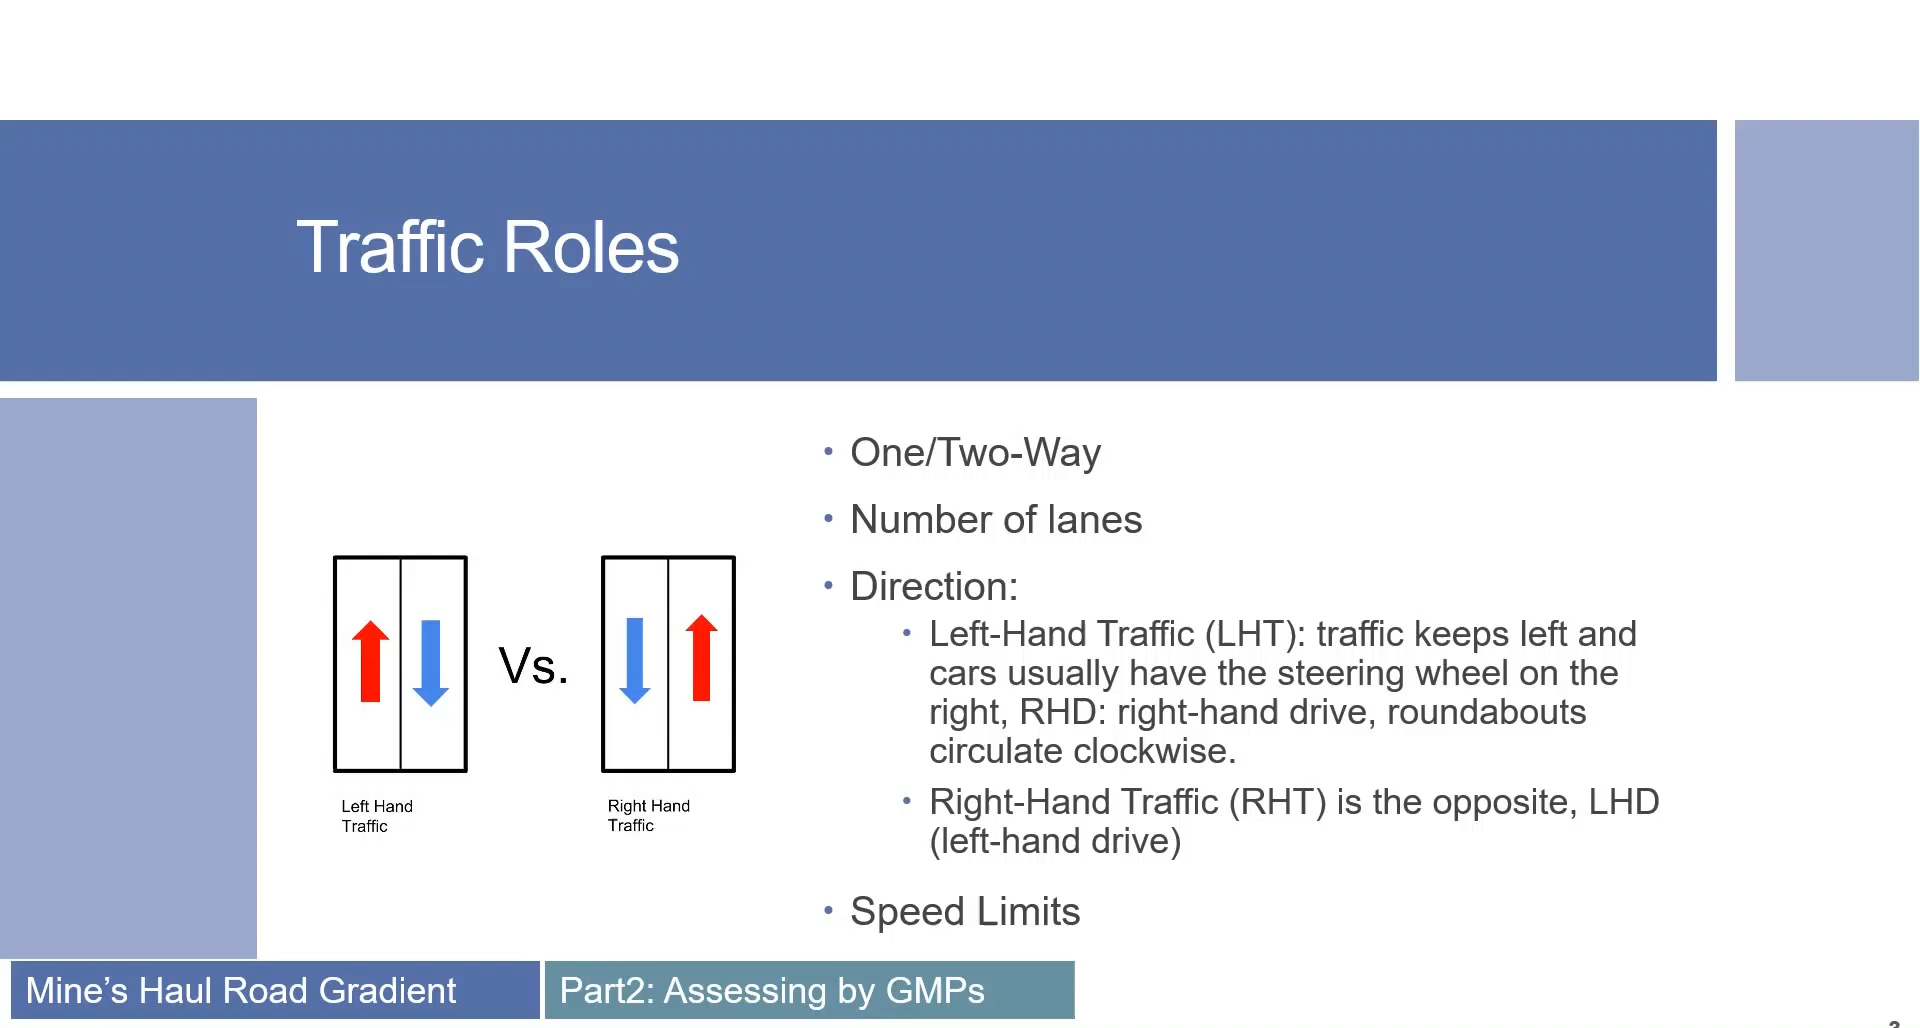 Traffic Roles
• One/Two-Way
• Number of lanes
• Direction:
• Left-Hand Traffic (LHT): traffic keeps left and
cars usually have the steering wheel on the
right, RHD: right-hand drive, roundabouts
circulate clockwise.
• Right-Hand Traffic (RHT) is the opposite, LHD
(left-hand drive)
• Speed Limits
Vs.
Left Hand
Traffic
Right Hand
Traffic
Mine’s Haul Road Gradient
Part2: Assessing by GMPs